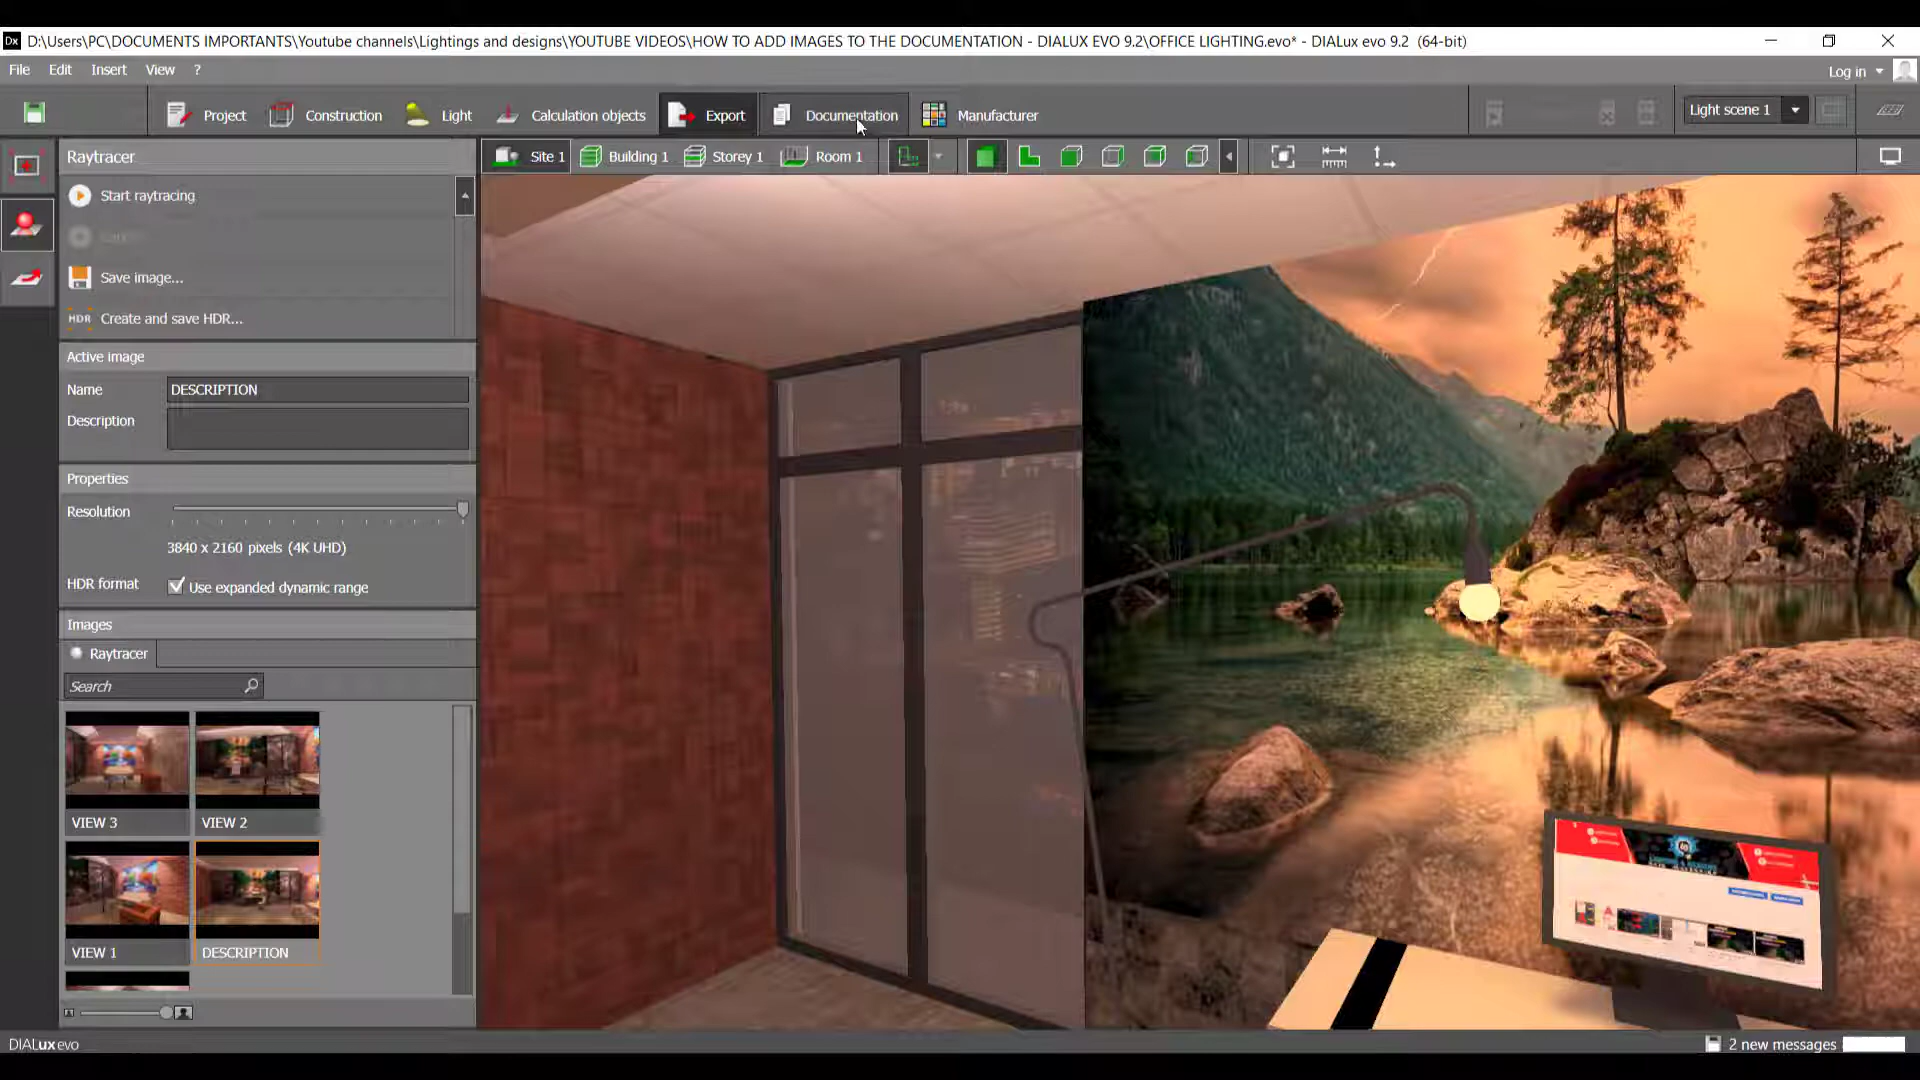 D:\Users\PC\DOCUMENTS IMPORTANTS\Youtube channels\Lightings and designs\YOUTUBE VIDEOS\HOW TO ADD IMAGES TO THE DOCUMENTATION - DIALUX EVO 9.2\OFFICE LIGHTING.evo* - DIALux evo 9.2 (64-bit)
File Edit Insert View ?
Log in
Project Construction Light Calculation objects Export Documentation Manufacturer
Light scene 1
Raytracer
Site 1 Building 1 Storey 1 Room 1
Start raytracing
Save image...
HDR Create and save HDR...
Active image
Name DESCRIPTION
Description
Properties
Resolution
3840 x 2160 pixels (4K UHD)
HDR format Use expanded dynamic range
Images
Raytracer
Search
VIEW 3 VIEW 2
VIEW 1 DESCRIPTION
DIALux evo
2 new messages